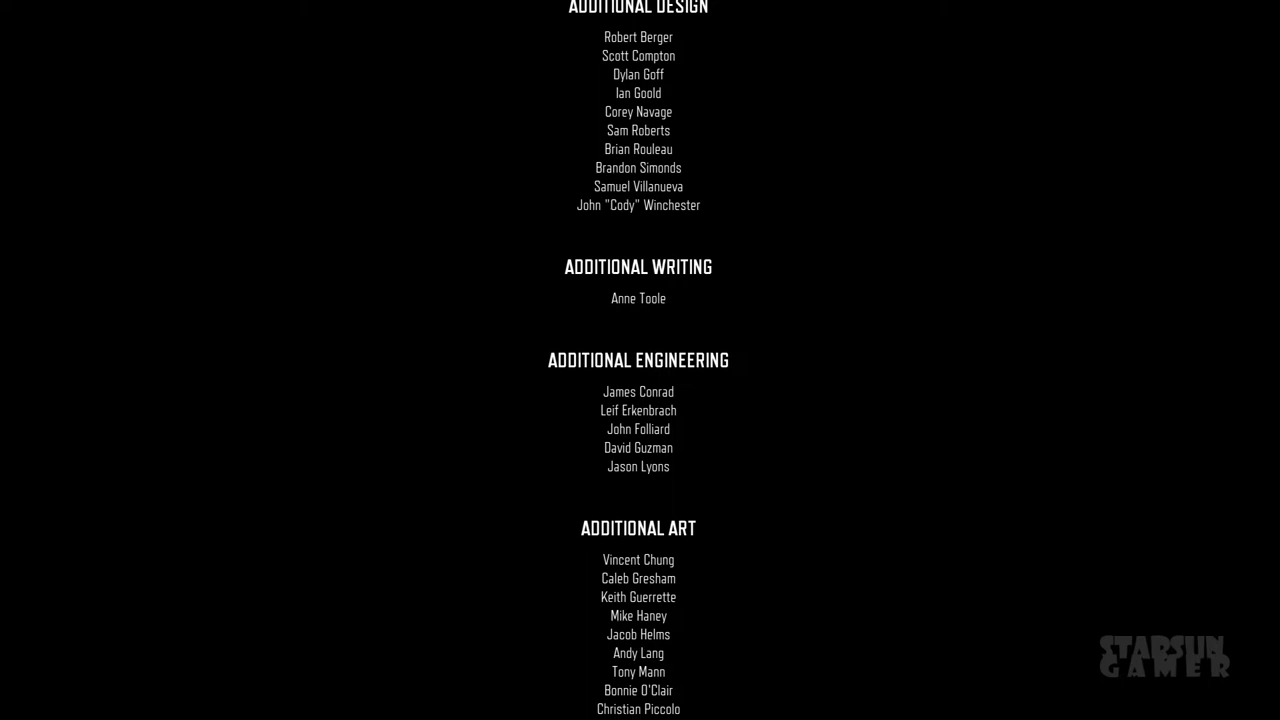 ADDITIONAL DESIGN
Robert Berger
Scott Compton
Dylan Goff
Ian Goold
Corey Navage
Sam Roberts
Brian Rouleau
Brandon Simonds
Samuel Villanueva
John "Cody" Winchester
ADDITIONAL WRITING
Anne Toole
ADDITIONAL ENGINEERING
James Conrad
Leif Erkenbrach
John Folliard
David Guzman
Jason Lyons
ADDITIONAL ART
Vincent Chung
Caleb Gresham
Keith Guerrette
Mike Haney
Jacob Helms
Andy Lang
Tony Mann
Bonnie O'Clair
Christian Piccolo
STARSUN
GAMER